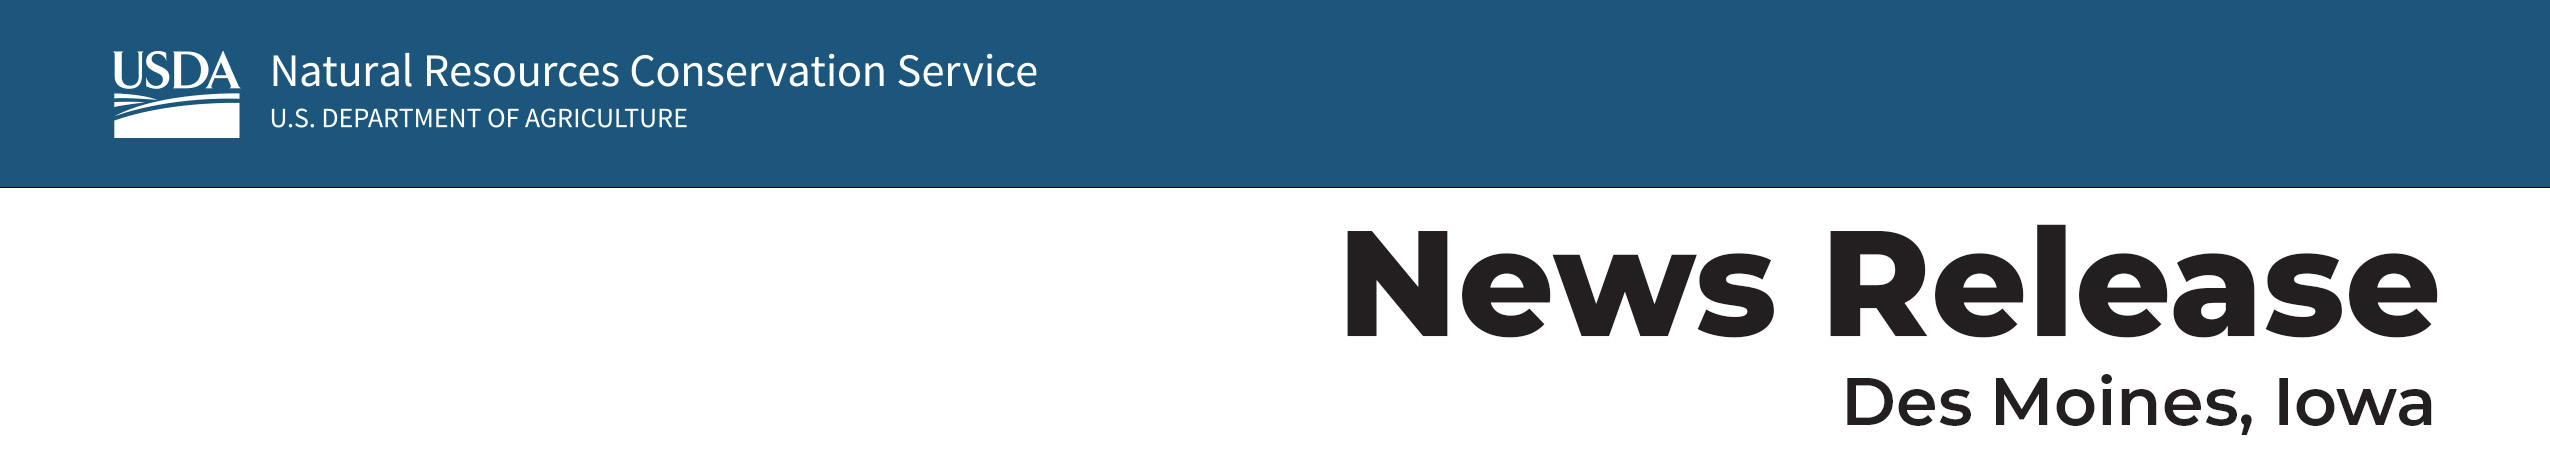 USDA
Natural Resources Conservation Service
U.S. DEPARTMENT OF AGRICULTURE
News Release
Des Moines, Iowa